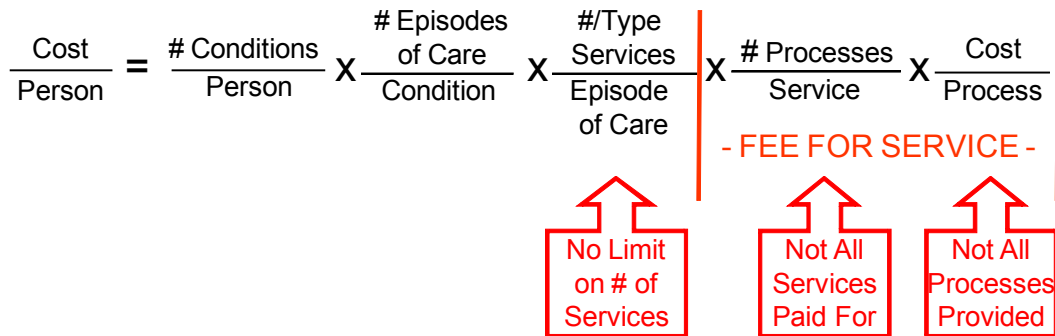 Cost
Person
=
# Conditions
Person
x
# Episodes
of Care
Condition
x
#/Type
Services
Episode
of Care
x
# Processes
Service
x
Cost
Process
- FEE FOR SERVICE -
No Limit
on # of
Services
Not All
Services
Paid For
Not All
Processes
Provided